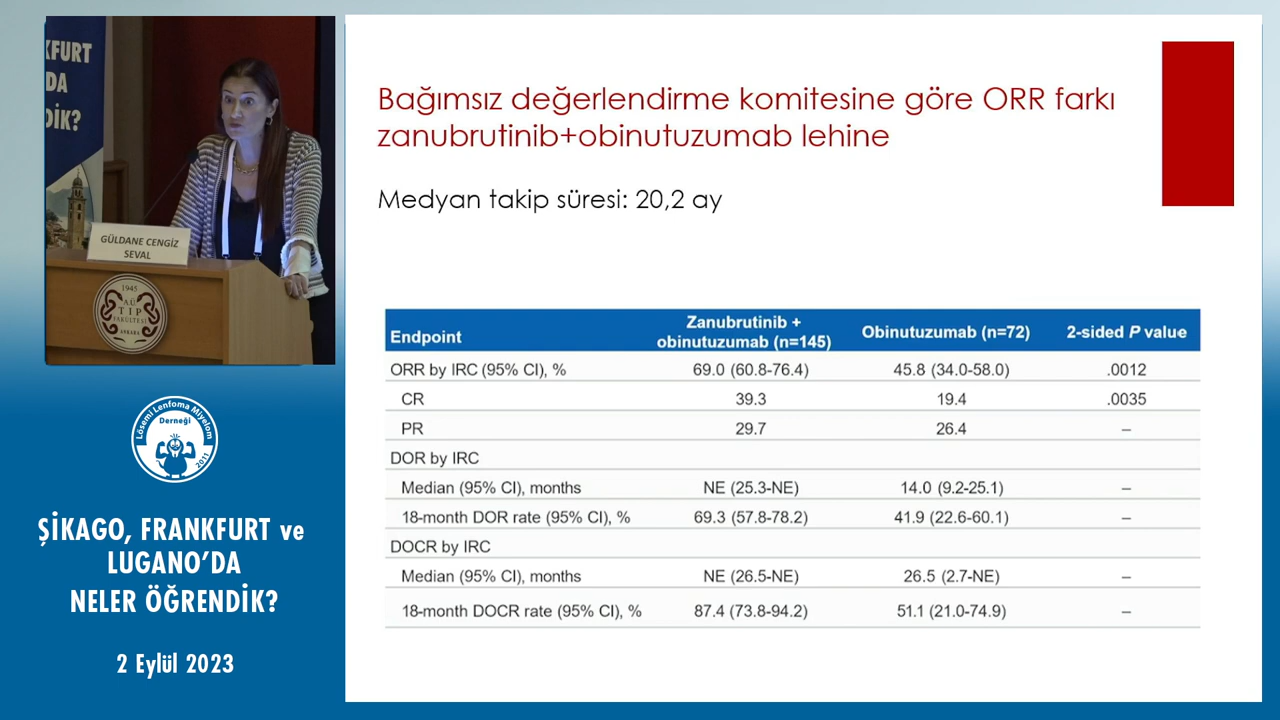 KFURT
DA
DİK?
GÜLDANE CENGİZ
SEVAL
1945
AÜ
TIP
FAKÜLTESİ
ANKARA
Lösemi Lenfoma Miyelom
Derneği
2011
ŞİKAGO, FRANKFURT ve
LUGANO’DA
NELER ÖĞRENDİK?
2 Eylül 2023
Bağımsız değerlendirme komitesine göre ORR farkı
zanubrutinib+obinutuzumab lehine
Medyan takip süresi: 20,2 ay
Endpoint Zanubrutinib + obinutuzumab (n=145) Obinutuzumab (n=72) 2-sided P value
ORR by IRC (95% CI), % 69.0 (60.8-76.4) 45.8 (34.0-58.0) .0012
CR 39.3 19.4 .0035
PR 29.7 26.4 –
DOR by IRC
Median (95% CI), months NE (25.3-NE) 14.0 (9.2-25.1) –
18-month DOR rate (95% CI), % 69.3 (57.8-78.2) 41.9 (22.6-60.1) –
DOCR by IRC
Median (95% CI), months NE (26.5-NE) 26.5 (2.7-NE) –
18-month DOCR rate (95% CI), % 87.4 (73.8-94.2) 51.1 (21.0-74.9) –